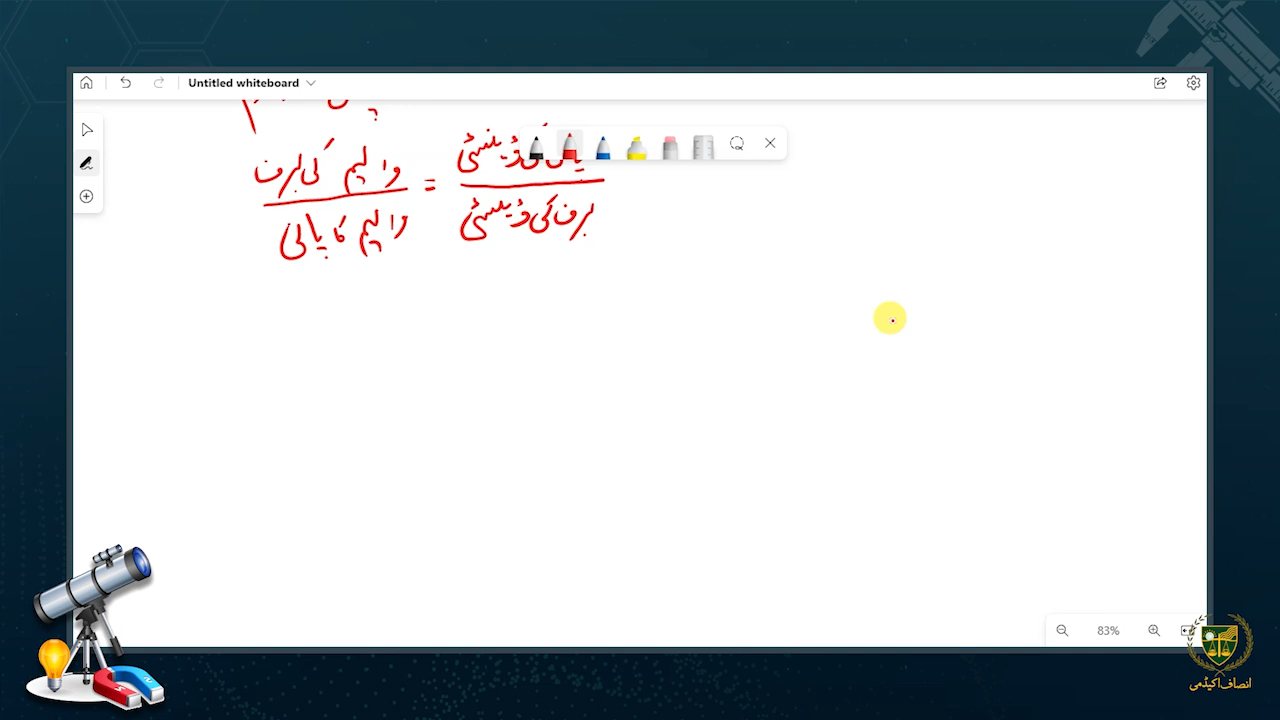 Untitled whiteboard
والیم کی برف = پانی کی ڈینسٹی
والیم کا پانی برف کی ڈینسٹی
83%
انصاف اکیڈمی